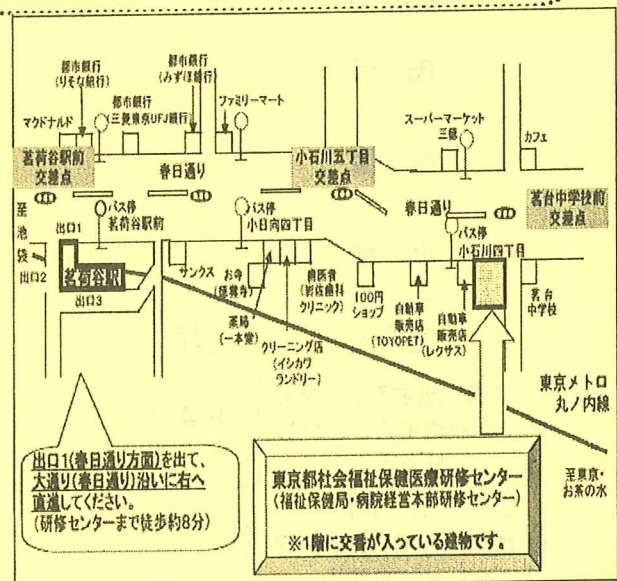 都市銀行
(りそな銀行)
都市銀行
(みずほ銀行)
マクドナルド
都市銀行
(三菱東京UFJ銀行)
ファミリーマート
スーパーマーケット
三徳
カフェ
茗荷谷駅前
交差点
春日通り
小石川五丁目
交差点
春日通り
茗台中学校前
交差点
至池袋
出口1
バス停
茗荷谷駅前
バス停
小日向四丁目
バス停
小石川四丁目
出口2
茗荷谷駅
出口3
サンクス
お寺
薬局
(一本堂)
クリーニング店
(イシカワ
ランドリー)
歯医者
(岩佐歯科
クリニック)
100円
ショップ
自動車
販売店
(TOYOPET)
自動車
販売店
(レクサス)
茗台
中学校
東京メトロ
丸ノ内線
至東京・
お茶の水
出口1(春日通り方面)を出て、
大通り(春日通り)沿いに右へ
直進してください。
(研修センターまで徒歩約8分)
東京都社会福祉保健医療研修センター
(福祉保健局・病院経営本部研修センター)
※1階に交番が入っている建物です。